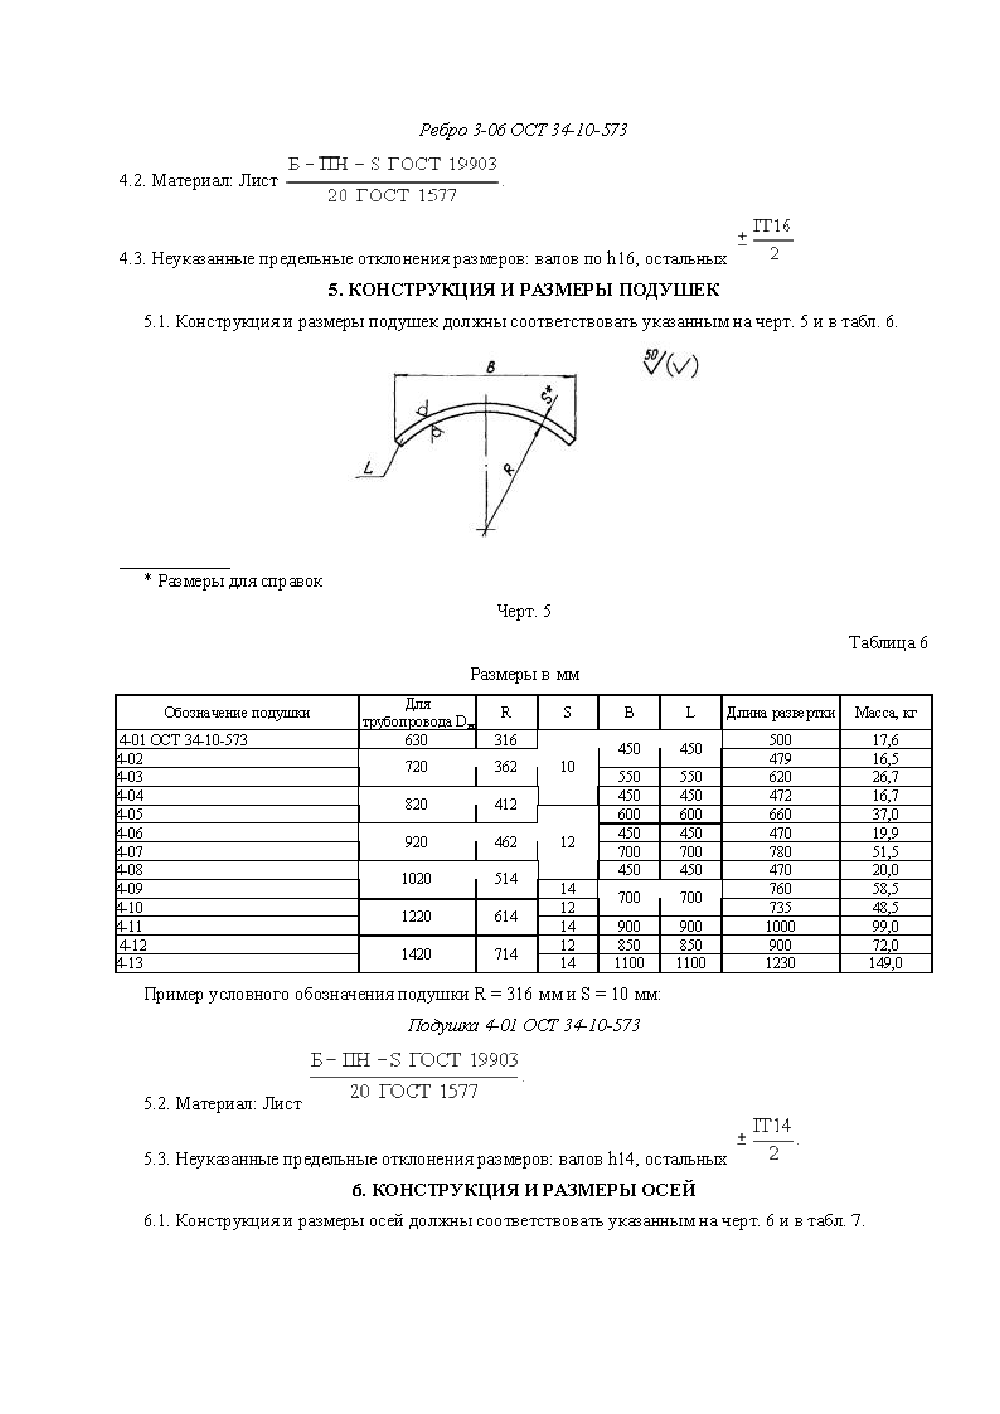 Ребро 3-06 ОСТ 34-10-573
Б – ПН – S ГОСТ 19903
4.2. Материал: Лист
20 ГОСТ 1577
.
± IT16
2
4.3. Неуказанные предельные отклонения размеров: валов по h16, остальных
5. КОНСТРУКЦИЯ И РАЗМЕРЫ ПОДУШЕК
5.1. Конструкция и размеры подушек должны соответствовать указанным на черт. 5 и в табл. 6.
B
50/(√)
S*
L
R
* Размеры для справок
Черт. 5
Таблица 6
Размеры в мм
Обозначение подушки Для трубопровода Dн R S B L Длина развертки Масса, кг
4-01 ОСТ 34-10-573 630 316 10 450 450 500 17,6
4-02 720 362 479 16,5
4-03 550 550 620 26,7
4-04 820 412 450 450 472 16,7
4-05 12 600 600 660 37,0
4-06 920 462 450 450 470 19,9
4-07 700 700 780 51,5
4-08 1020 514 450 450 470 20,0
4-09 14 700 700 760 58,5
4-10 1220 614 12 735 48,5
4-11 14 900 900 1000 99,0
4-12 1420 714 12 850 850 900 72,0
4-13 14 1100 1100 1230 149,0
Пример условного обозначения подушки R = 316 мм и S = 10 мм:
Подушка 4-01 ОСТ 34-10-573
Б – ПН – S ГОСТ 19903
20 ГОСТ 1577
.
5.2. Материал: Лист
± IT14
2 .
5.3. Неуказанные предельные отклонения размеров: валов h14, остальных
6. КОНСТРУКЦИЯ И РАЗМЕРЫ ОСЕЙ
6.1. Конструкция и размеры осей должны соответствовать указанным на черт. 6 и в табл. 7.